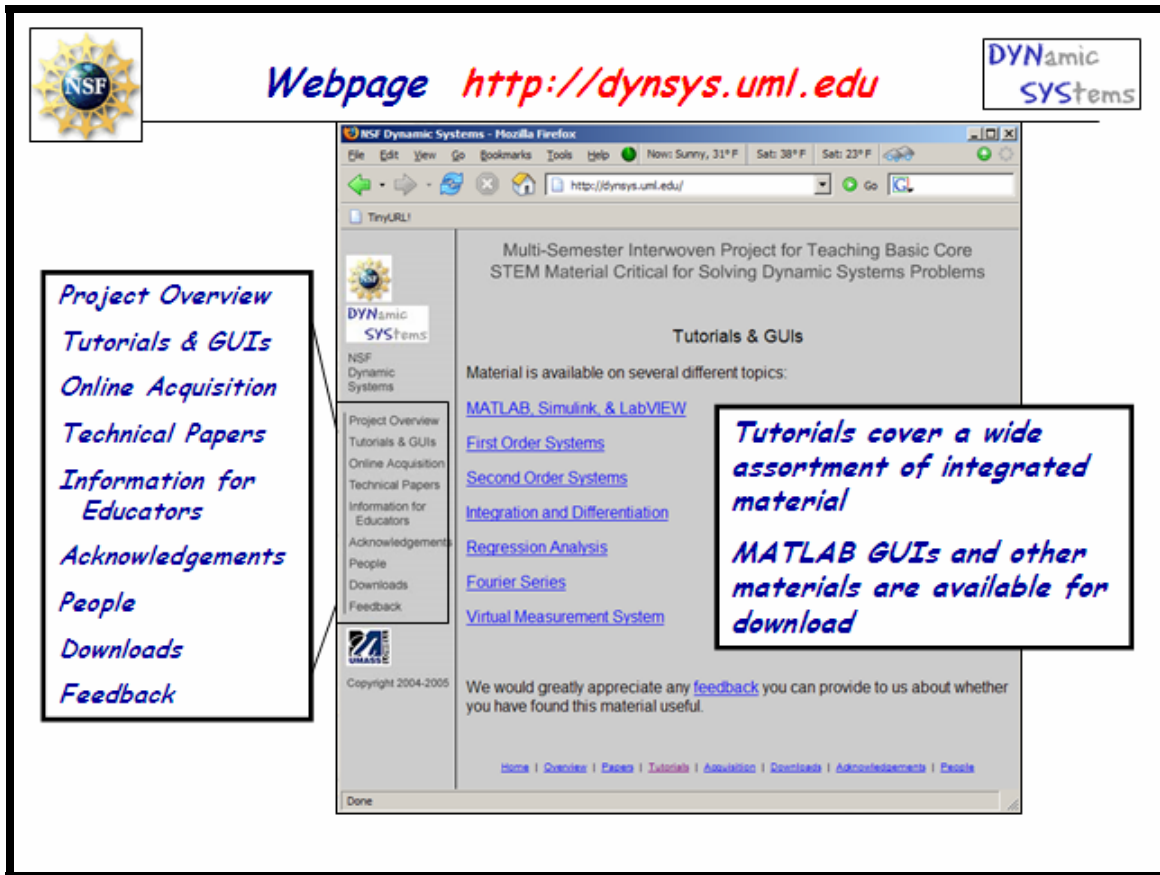 NSF
Webpage http://dynsys.uml.edu
DYNamic
SYStems
NSF Dynamic Systems - Mozilla Firefox
File Edit View Go Bookmarks Tools Help Now: Sunny, 31° F Sat: 38° F Sat: 23° F
http://dynsys.uml.edu/ Go G
TinyURL!
NSF
DYNamic
SYStems
NSF
Dynamic
Systems
Project Overview
Tutorials & GUIs
Online Acquisition
Technical Papers
Information for
Educators
Acknowledgements
People
Downloads
Feedback
UMASS
Copyright 2004-2005
Multi-Semester Interwoven Project for Teaching Basic Core
STEM Material Critical for Solving Dynamic Systems Problems
Tutorials & GUIs
Material is available on several different topics:
MATLAB, Simulink, & LabVIEW
First Order Systems
Second Order Systems
Integration and Differentiation
Regression Analysis
Fourier Series
Virtual Measurement System
We would greatly appreciate any feedback you can provide to us about whether
you have found this material useful.
Home | Overview | Papers | Tutorials | Acquisition | Downloads | Acknowledgements | People
Done
Project Overview
Tutorials & GUIs
Online Acquisition
Technical Papers
Information for
Educators
Acknowledgements
People
Downloads
Feedback
Tutorials cover a wide
assortment of integrated
material
MATLAB GUIs and other
materials are available for
download